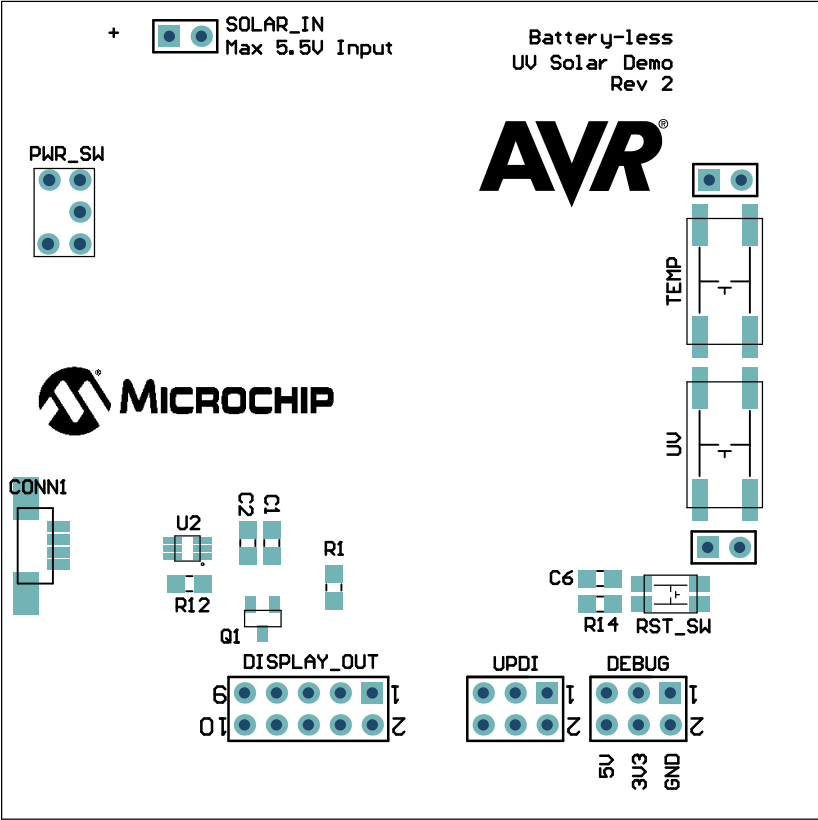 +
SOLAR_IN
Max 5.5V Input
Battery-less
UV Solar Demo
Rev 2
AVR®
PWR_SW
TEMP
MICROCHIP®
UV
CONN1
U2
C2
C1
R1
R12
Q1
C6
R14
RST_SW
DISPLAY_OUT
9
1
10
2
UPDI
1
2
DEBUG
1
2
5V
3V3
GND